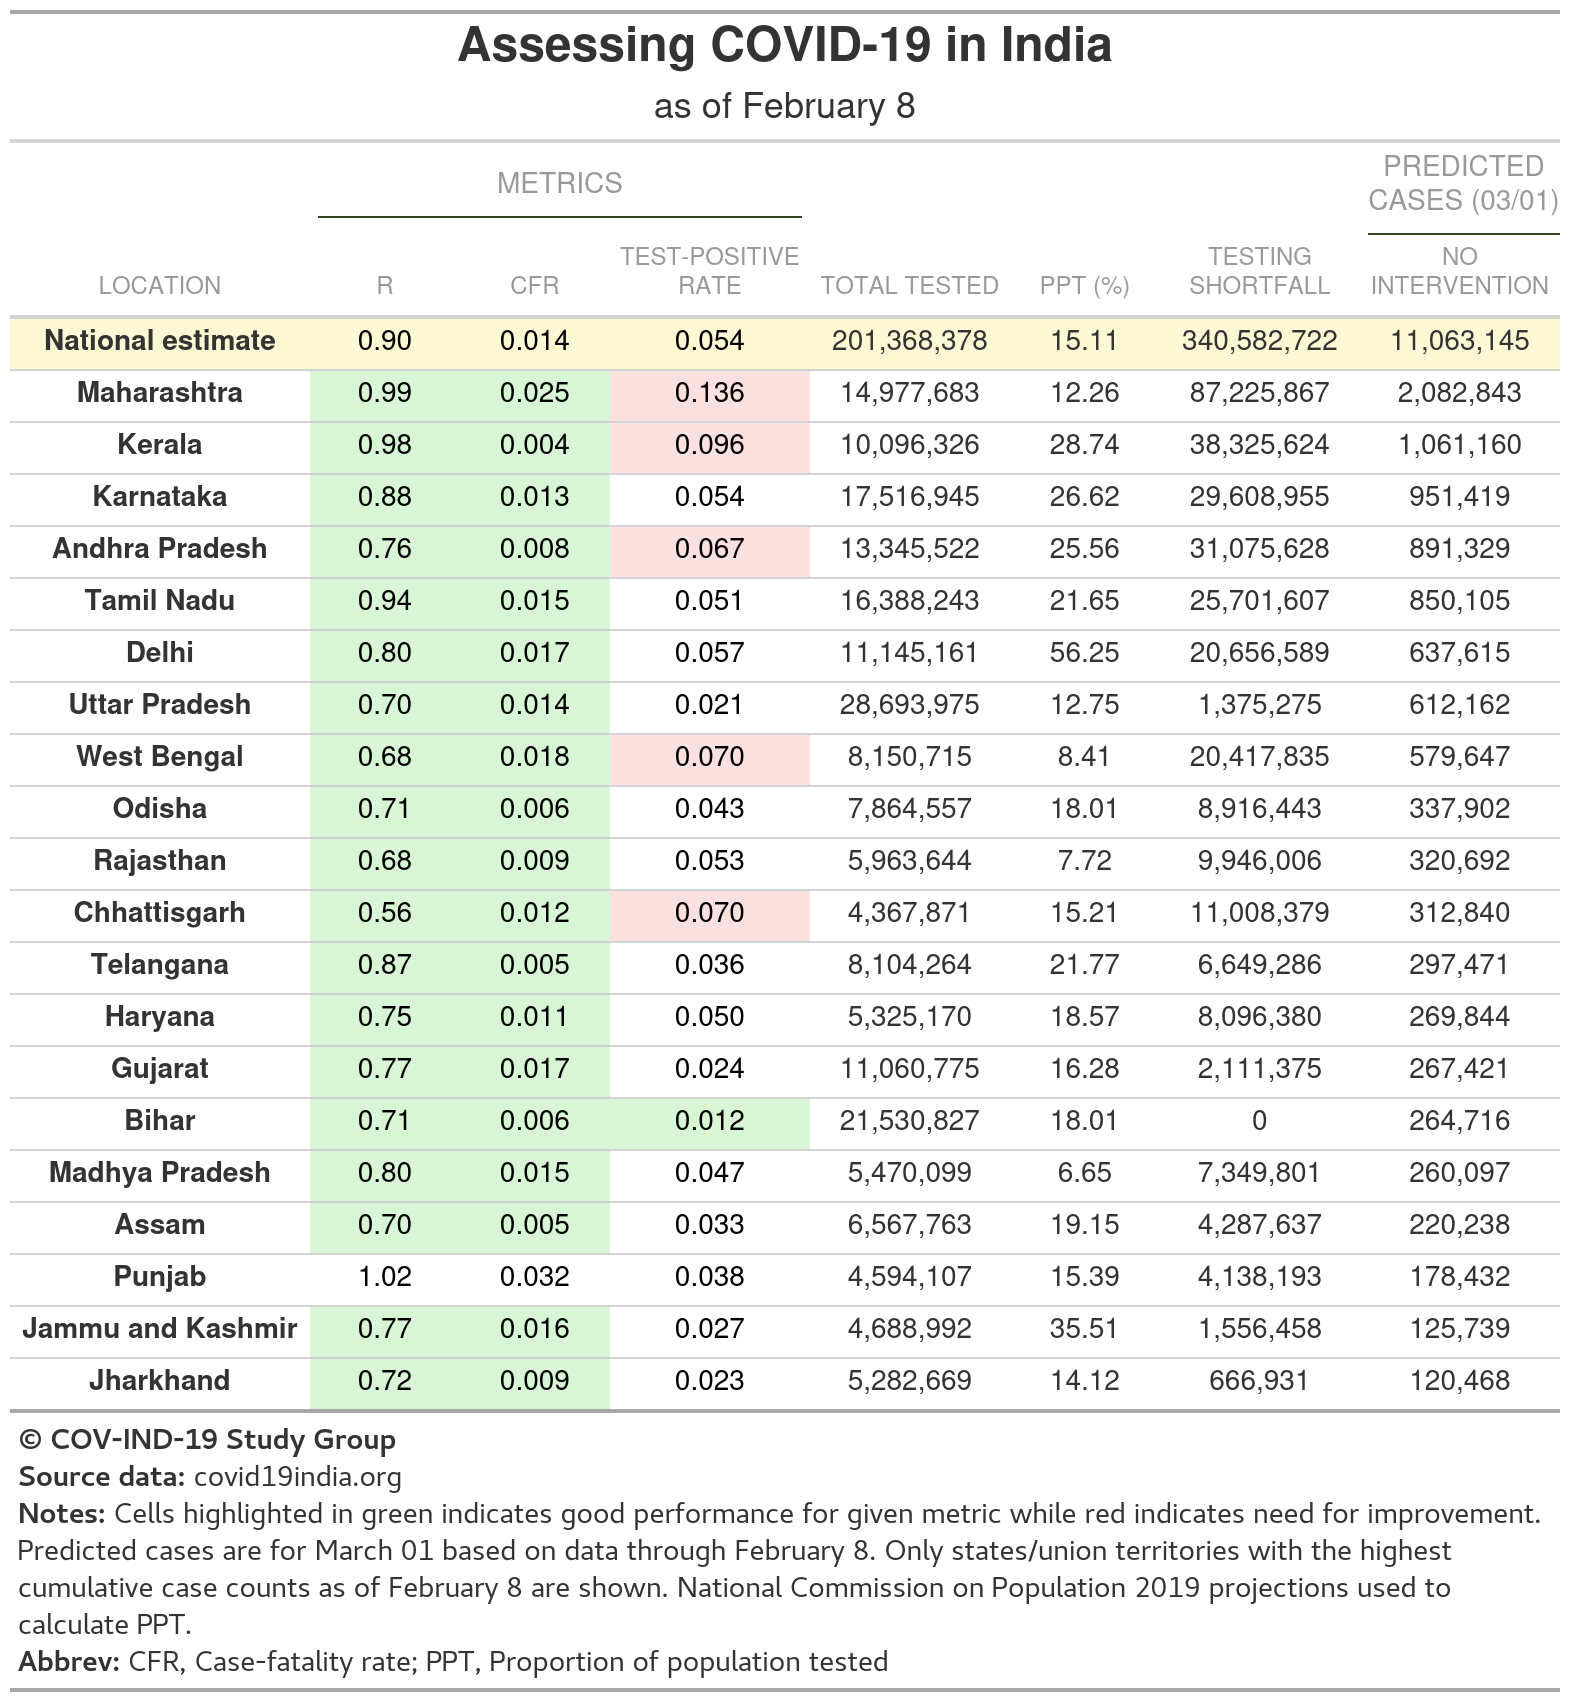 Assessing COVID-19 in India
as of February 8
METRICS
PREDICTED
CASES (03/01)
LOCATION R CFR TEST-POSITIVE RATE TOTAL TESTED PPT (%) TESTING SHORTFALL NO INTERVENTION
National estimate 0.90 0.014 0.054 201,368,378 15.11 340,582,722 11,063,145
Maharashtra 0.99 0.025 0.136 14,977,683 12.26 87,225,867 2,082,843
Kerala 0.98 0.004 0.096 10,096,326 28.74 38,325,624 1,061,160
Karnataka 0.88 0.013 0.054 17,516,945 26.62 29,608,955 951,419
Andhra Pradesh 0.76 0.008 0.067 13,345,522 25.56 31,075,628 891,329
Tamil Nadu 0.94 0.015 0.051 16,388,243 21.65 25,701,607 850,105
Delhi 0.80 0.017 0.057 11,145,161 56.25 20,656,589 637,615
Uttar Pradesh 0.70 0.014 0.021 28,693,975 12.75 1,375,275 612,162
West Bengal 0.68 0.018 0.070 8,150,715 8.41 20,417,835 579,647
Odisha 0.71 0.006 0.043 7,864,557 18.01 8,916,443 337,902
Rajasthan 0.68 0.009 0.053 5,963,644 7.72 9,946,006 320,692
Chhattisgarh 0.56 0.012 0.070 4,367,871 15.21 11,008,379 312,840
Telangana 0.87 0.005 0.036 8,104,264 21.77 6,649,286 297,471
Haryana 0.75 0.011 0.050 5,325,170 18.57 8,096,380 269,844
Gujarat 0.77 0.017 0.024 11,060,775 16.28 2,111,375 267,421
Bihar 0.71 0.006 0.012 21,530,827 18.01 0 264,716
Madhya Pradesh 0.80 0.015 0.047 5,470,099 6.65 7,349,801 260,097
Assam 0.70 0.005 0.033 6,567,763 19.15 4,287,637 220,238
Punjab 1.02 0.032 0.038 4,594,107 15.39 4,138,193 178,432
Jammu and Kashmir 0.77 0.016 0.027 4,688,992 35.51 1,556,458 125,739
Jharkhand 0.72 0.009 0.023 5,282,669 14.12 666,931 120,468
© COV-IND-19 Study Group
Source data: covid19india.org
Notes: Cells highlighted in green indicates good performance for given metric while red indicates need for improvement.
Predicted cases are for March 01 based on data through February 8. Only states/union territories with the highest
cumulative case counts as of February 8 are shown. National Commission on Population 2019 projections used to
calculate PPT.
Abbrev: CFR, Case-fatality rate; PPT, Proportion of population tested